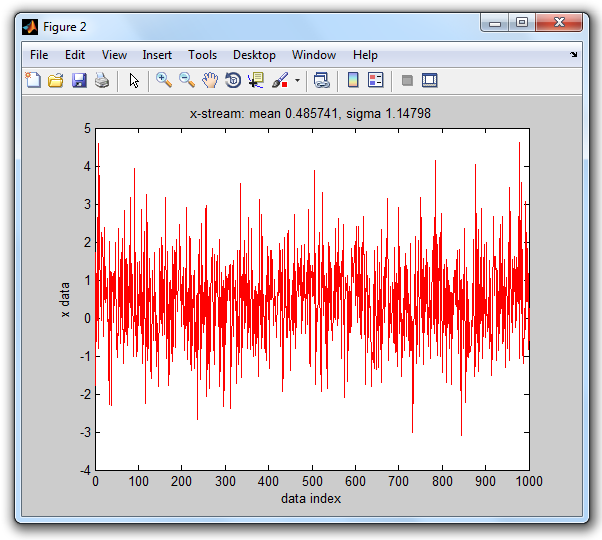 Figure 2
File Edit View Insert Tools Desktop Window Help
x-stream: mean 0.485741, sigma 1.14798
5
4
3
2
1
0
-1
-2
-3
-4
x data
0 100 200 300 400 500 600 700 800 900 1000
data index